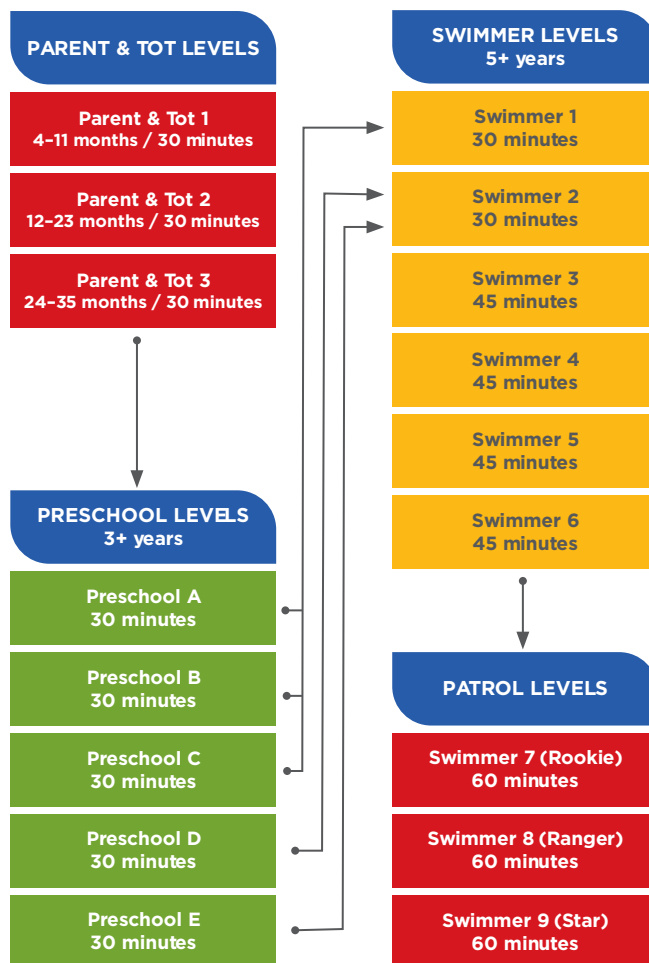 PARENT & TOT LEVELS
Parent & Tot 1
4–11 months / 30 minutes
Parent & Tot 2
12–23 months / 30 minutes
Parent & Tot 3
24–35 months / 30 minutes
PRESCHOOL LEVELS
3+ years
Preschool A
30 minutes
Preschool B
30 minutes
Preschool C
30 minutes
Preschool D
30 minutes
Preschool E
30 minutes
SWIMMER LEVELS
5+ years
Swimmer 1
30 minutes
Swimmer 2
30 minutes
Swimmer 3
45 minutes
Swimmer 4
45 minutes
Swimmer 5
45 minutes
Swimmer 6
45 minutes
PATROL LEVELS
Swimmer 7 (Rookie)
60 minutes
Swimmer 8 (Ranger)
60 minutes
Swimmer 9 (Star)
60 minutes